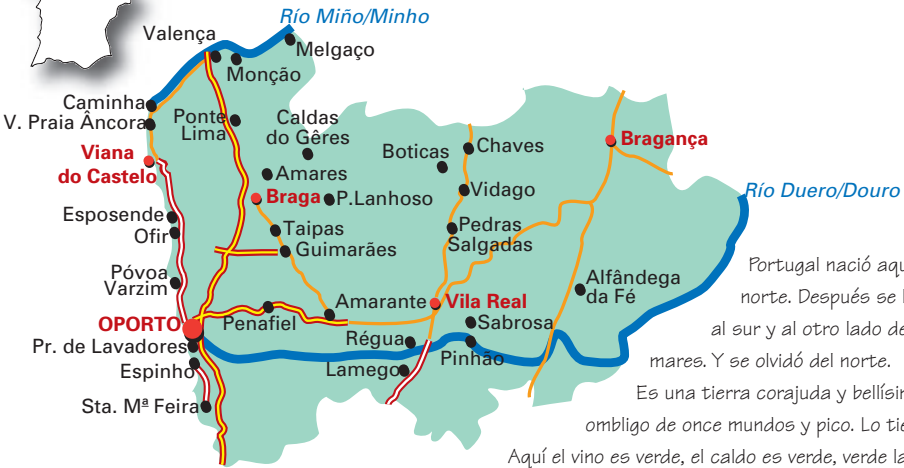 Río Miño/Minho
Valença
Melgaço
Monção
Caminha
V. Praia Âncora
Ponte
Lima
Caldas
do Gêres
Boticas
Chaves
Bragança
Viana
do Castelo
Amares
Braga
P.Lanhoso
Vidago
Río Duero/Douro
Esposende
Ofir
Taipas
Guimarães
Pedras
Salgadas
Póvoa
Varzim
Alfândega
da Fé
Amarante
Vila Real
OPORTO
Penafiel
Sabrosa
Pr. de Lavadores
Régua
Pinhão
Espinho
Lamego
Sta. Mª Feira
Portugal nació aqu
norte. Después se
al sur y al otro lado de
mares. Y se olvidó del norte.
Es una tierra corajuda y bellísi
ombligo de once mundos y pico. Lo tie
Aquí el vino es verde, el caldo es verde, verde la